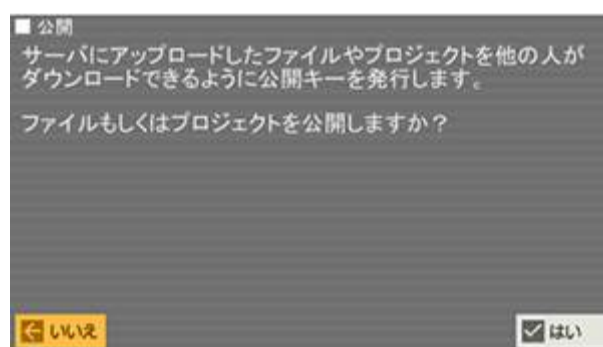 公開
サーバにアップロードしたファイルやプロジェクトを他の人が
ダウンロードできるように公開キーを発行します。
ファイルもしくはプロジェクトを公開しますか？
いいえ
はい